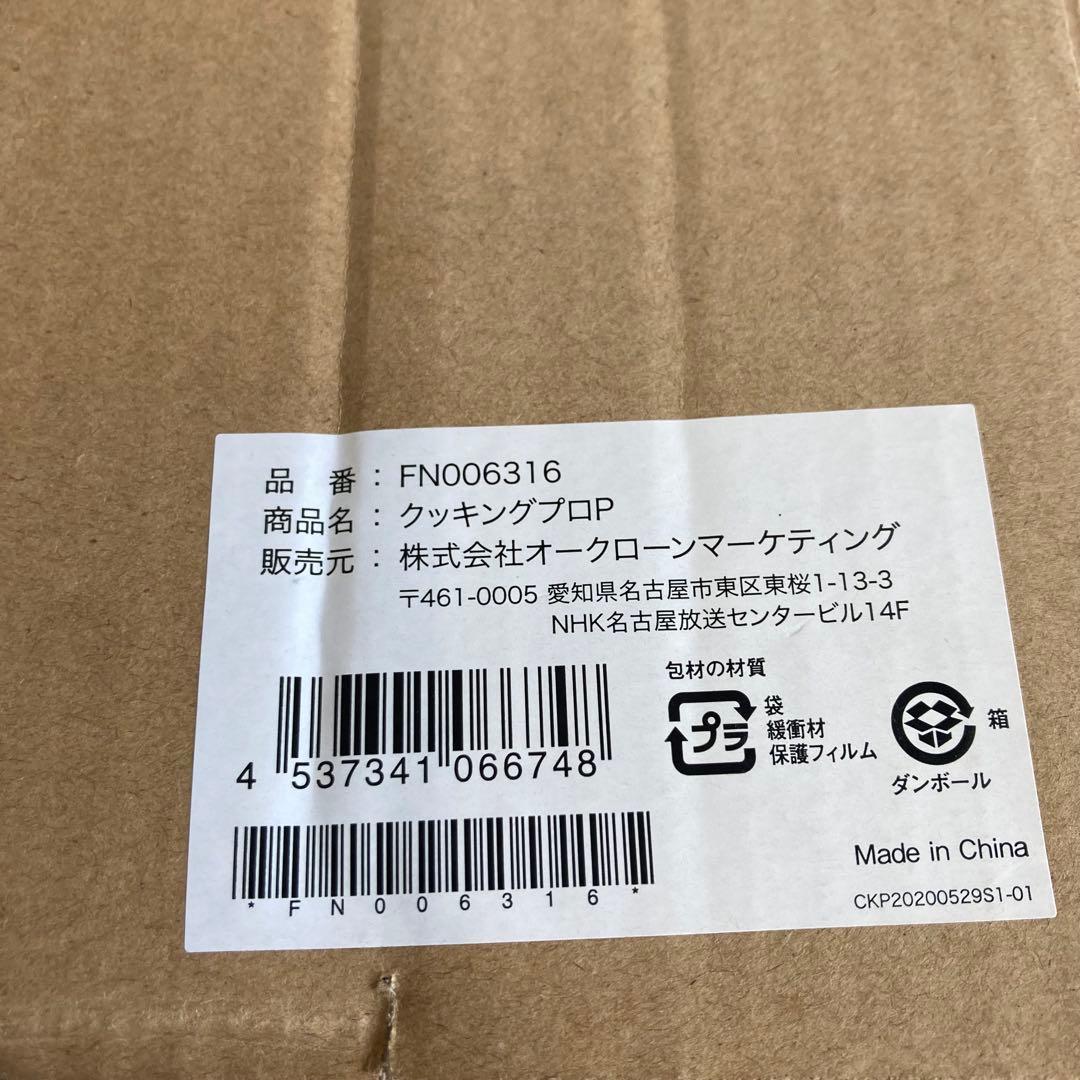 品 番 : FN006316
商品名 : クッキングプロP
販売元 : 株式会社オークローンマーケティング
〒461-0005 愛知県名古屋市東区東桜1-13-3
NHK名古屋放送センタービル14F
包材の材質
プラ
袋
緩衝材
保護フィルム
箱
ダンボール
4 537341 066748
*FN006316*
Made in China
CKP20200529S1-01